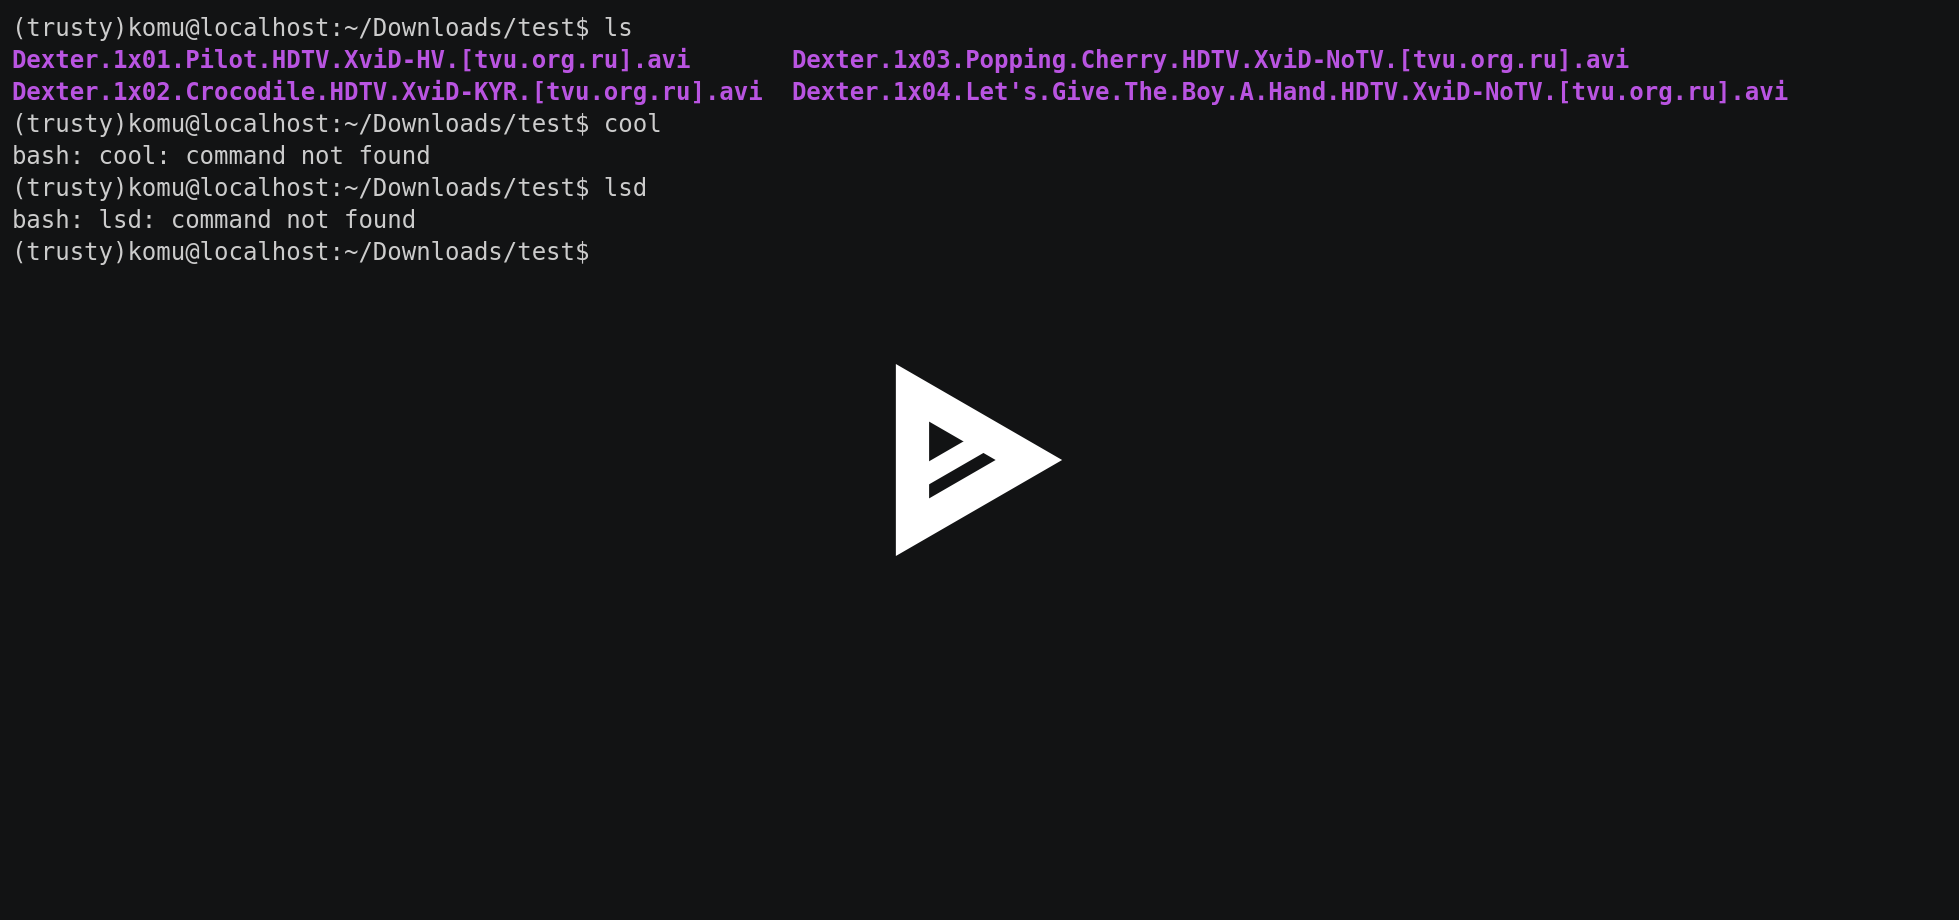 (trusty)komu@localhost:~/Downloads/test$ ls
Dexter.1x01.Pilot.HDTV.XviD-HV.[tvu.org.ru].avi       Dexter.1x03.Popping.Cherry.HDTV.XviD-NoTV.[tvu.org.ru].avi
Dexter.1x02.Crocodile.HDTV.XviD-KYR.[tvu.org.ru].avi  Dexter.1x04.Let's.Give.The.Boy.A.Hand.HDTV.XviD-NoTV.[tvu.org.ru].avi
(trusty)komu@localhost:~/Downloads/test$ cool
bash: cool: command not found
(trusty)komu@localhost:~/Downloads/test$ lsd
bash: lsd: command not found
(trusty)komu@localhost:~/Downloads/test$